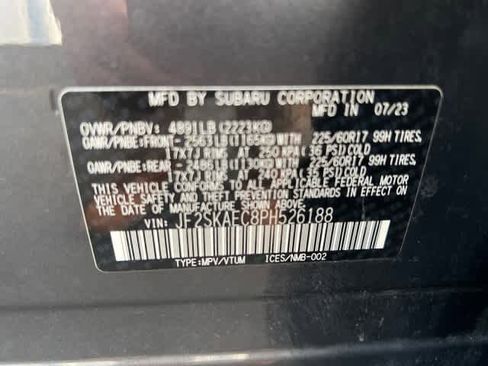 MFD BY SUBARU CORPORATION
MFD IN 07/23
GVWR/PNBV: 4891LB(2223KG)
GAWR/PNBE:FRONT- 2563LB(1165KG)WITH 225/60R17 99H TIRES,
17X7J RIMS AT 250 KPA( 36 PSI)COLD
GAWR/PNBE:REAR- 2486LB(1130KG)WITH 225/60R17 99H TIRES,
17X7J RIMS AT 240 KPA( 35 PSI)COLD
THIS VEHICLE CONFORMS TO ALL APPLICABLE FEDERAL MOTOR
VEHICLE SAFETY AND THEFT PREVENTION STANDARDS IN EFFECT
ON THE DATE OF MANUFACTURE SHOWN ABOVE.
VIN: JF2SKAEC8PH526188
TYPE:MPV/VTUM ICES/NMB-002